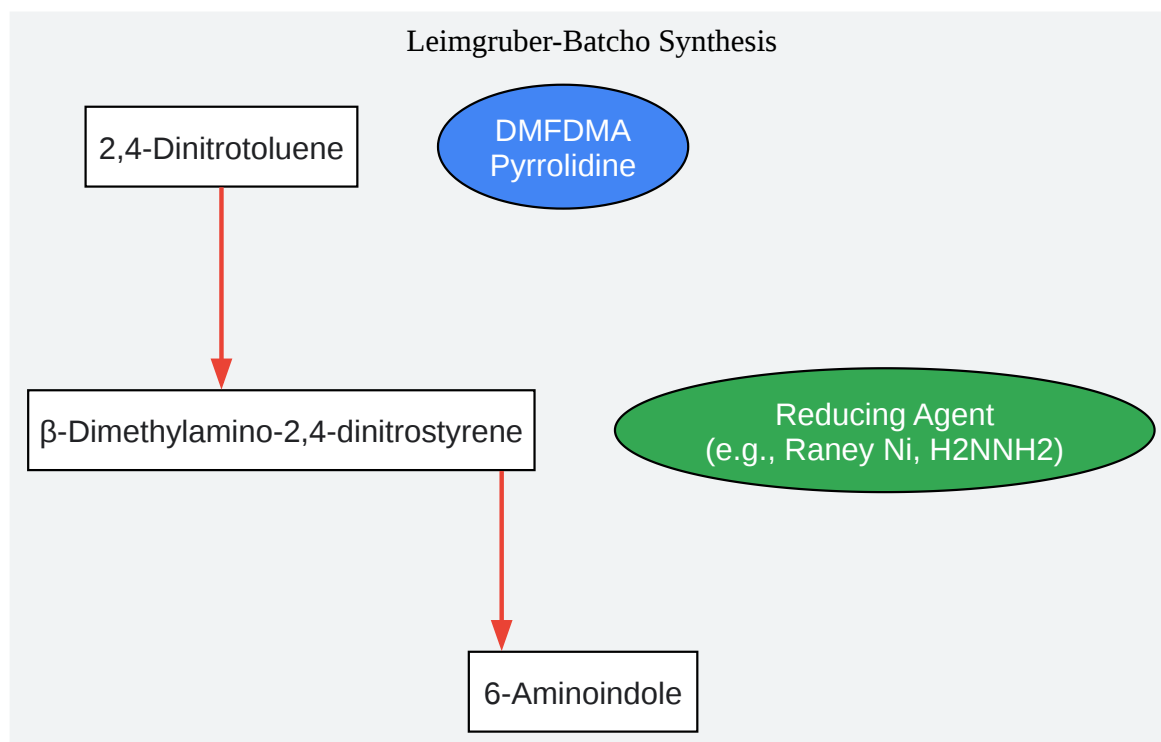 Leimgruber-Batcho Synthesis
2,4-Dinitrotoluene
DMFDMA
Pyrrolidine
β-Dimethylamino-2,4-dinitrostyrene
Reducing Agent
(e.g., Raney Ni, H2NNH2)
6-Aminoindole